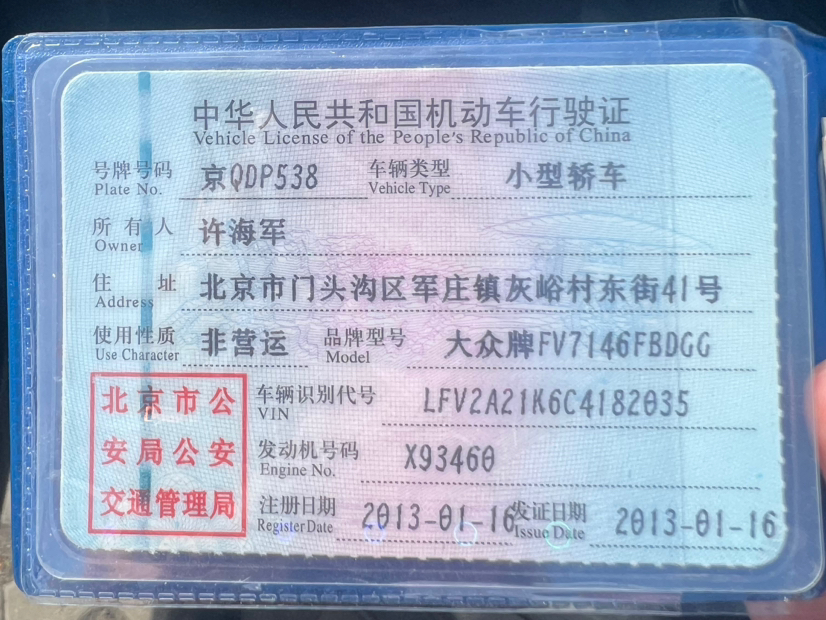 中华人民共和国机动车行驶证
Vehicle License of the People's Republic of China
号牌号码 京QDP538 车辆类型 小型轿车
Plate No. Vehicle Type
所有人 许海军
Owner
住址 北京市门头沟区军庄镇灰峪村东街41号
Address
使用性质 非营运 品牌型号 大众牌FV7146FBDGG
Use Character Model
北京市公
安局公安
交通管理局
车辆识别代号 LFV2A21K6C4182035
VIN
发动机号码 X93460
Engine No.
注册日期 2013-01-16 发证日期 2013-01-16
Register Date Issue Date